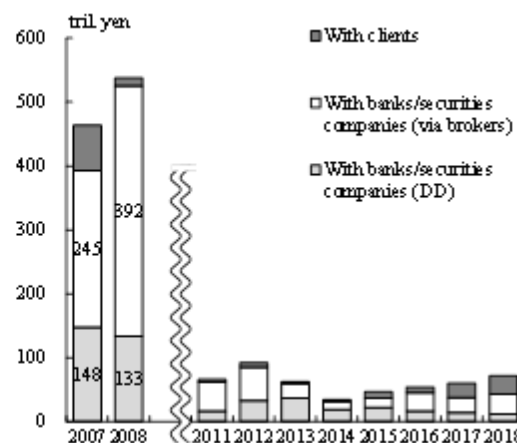 tril. yen
600
500
400
300
200
100
0
With clients
With banks/securities
companies (via brokers)
With banks/securities
companies (DD)
245
148
392
133
2007 2008 2011 2012 2013 2014 2015 2016 2017 2018